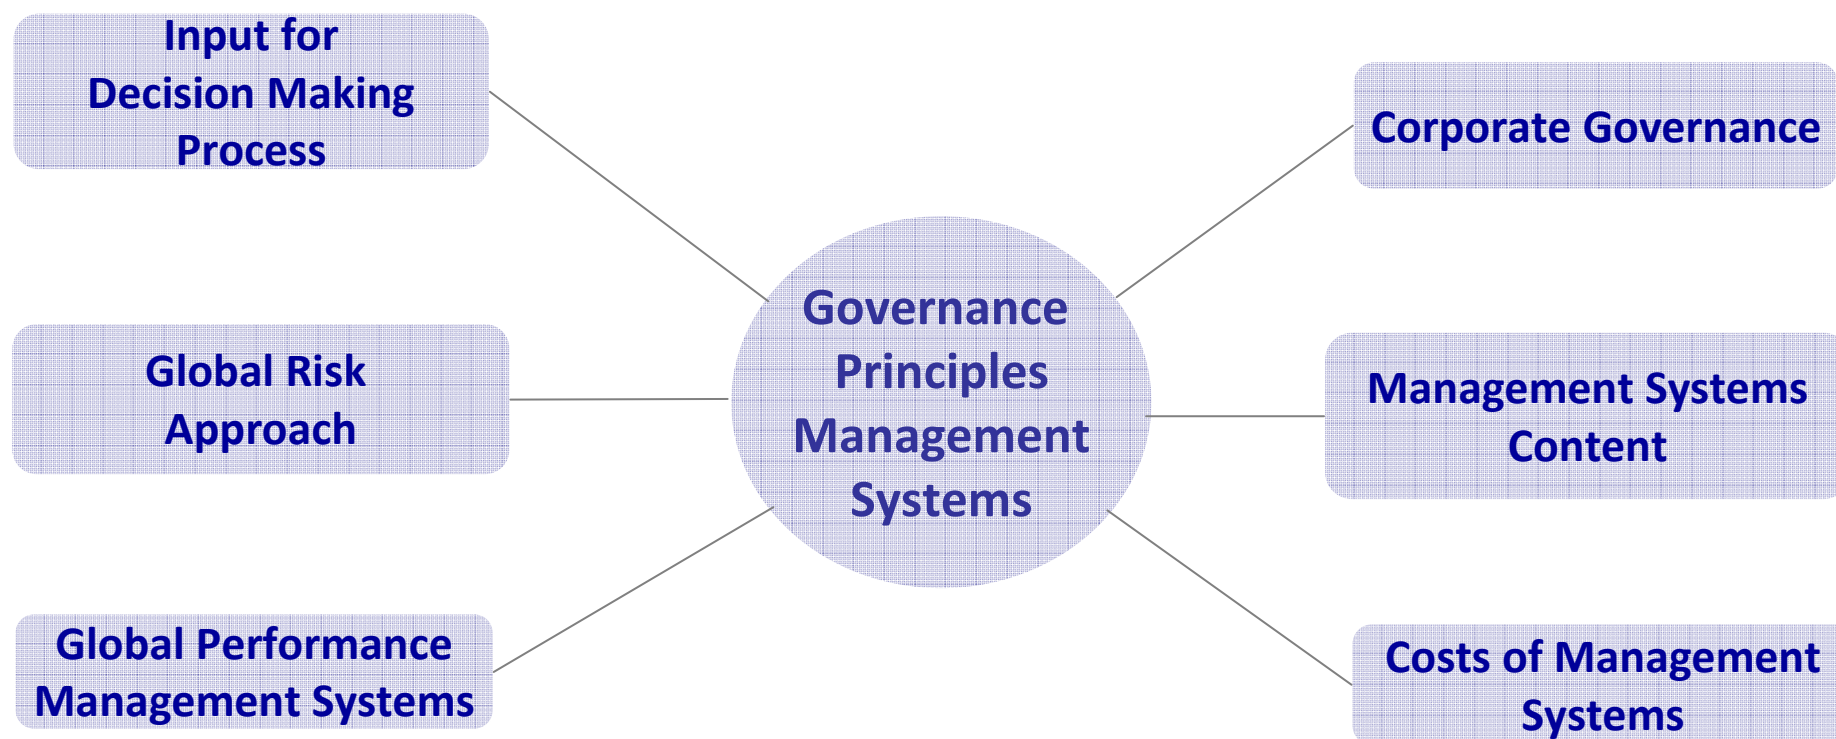 Input for
Decision Making
Process
Corporate Governance
Governance
Principles
Management
Systems
Global Risk
Approach
Management Systems
Content
Global Performance
Management Systems
Costs of Management
Systems